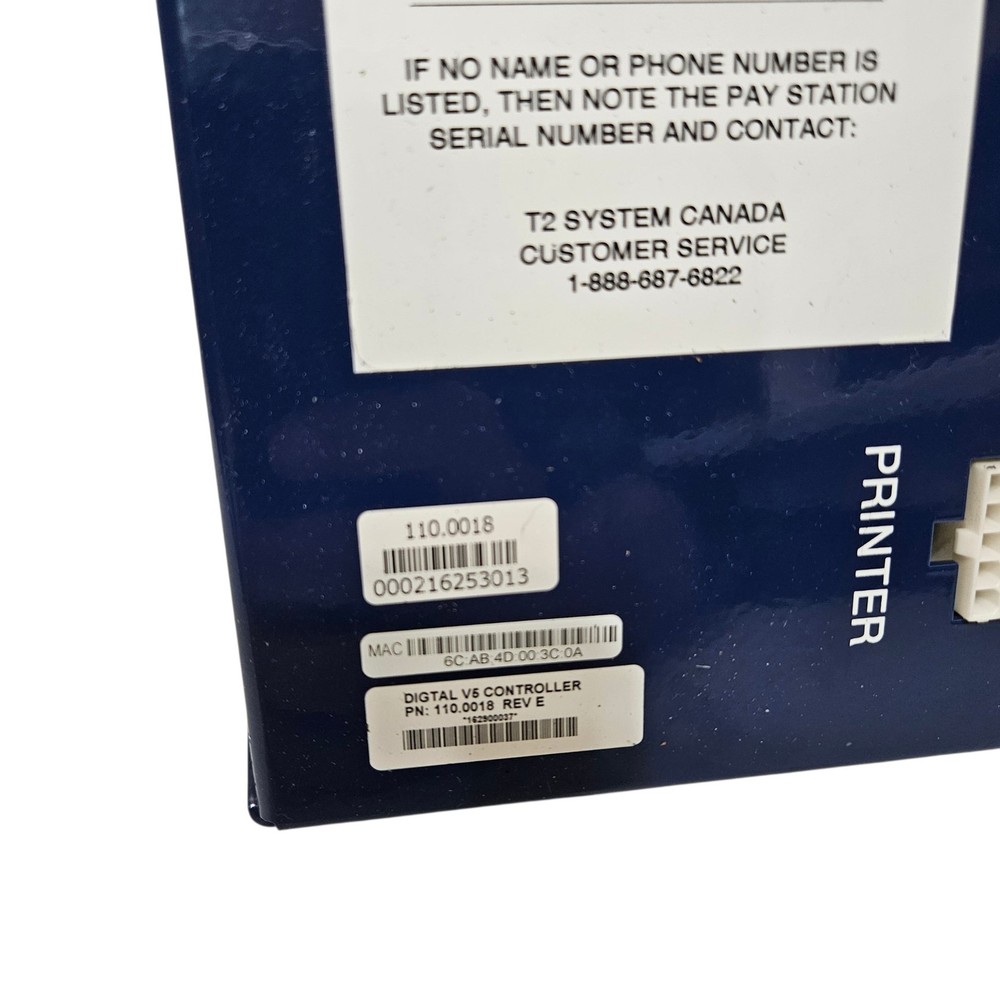 IF NO NAME OR PHONE NUMBER IS
LISTED, THEN NOTE THE PAY STATION
SERIAL NUMBER AND CONTACT:
T2 SYSTEM CANADA
CUSTOMER SERVICE
1-888-687-6822
PRINTER
110.0018
000216253013
MAC
6C:AB:4D:00:3C:0A
DIGTAL V5 CONTROLLER
PN: 110.0018 REV E
"162900037"